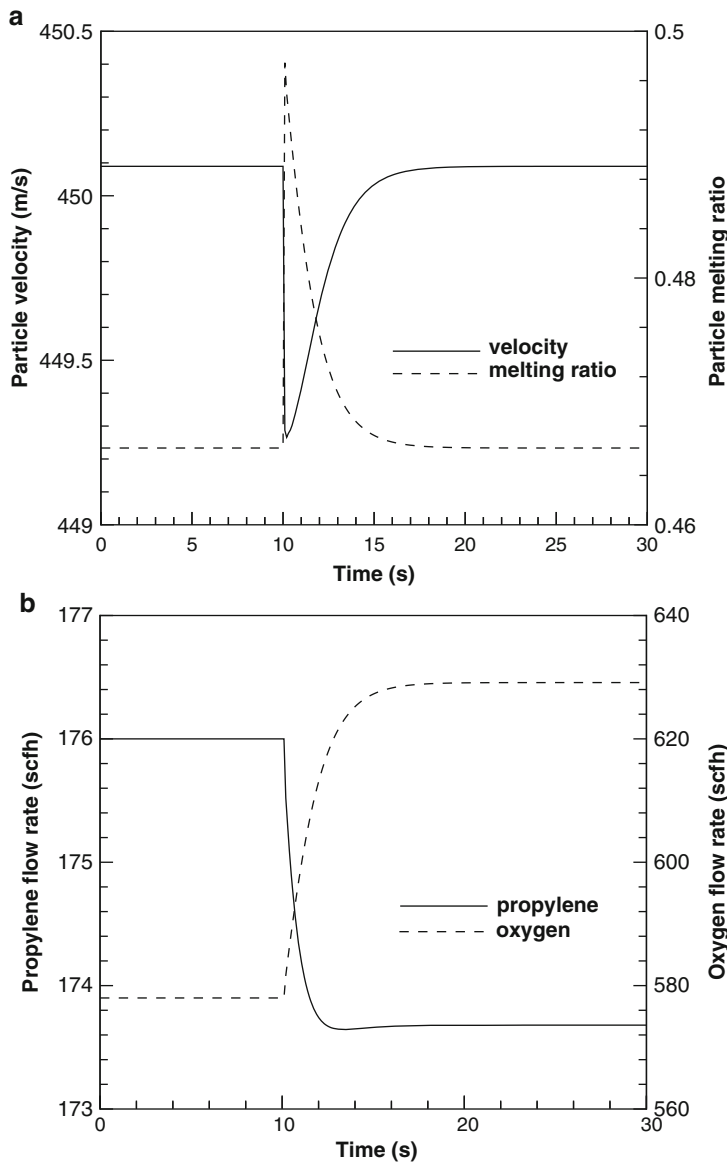 a
450.5
450
449.5
449
Particle velocity (m/s)
0.5
0.48
0.46
Particle melting ratio
velocity
melting ratio
0
5
10
15
20
25
30
Time (s)
b
177
176
175
174
173
Propylene flow rate (scfh)
640
620
600
580
560
Oxygen flow rate (scfh)
propylene
oxygen
0
10
20
30
Time (s)